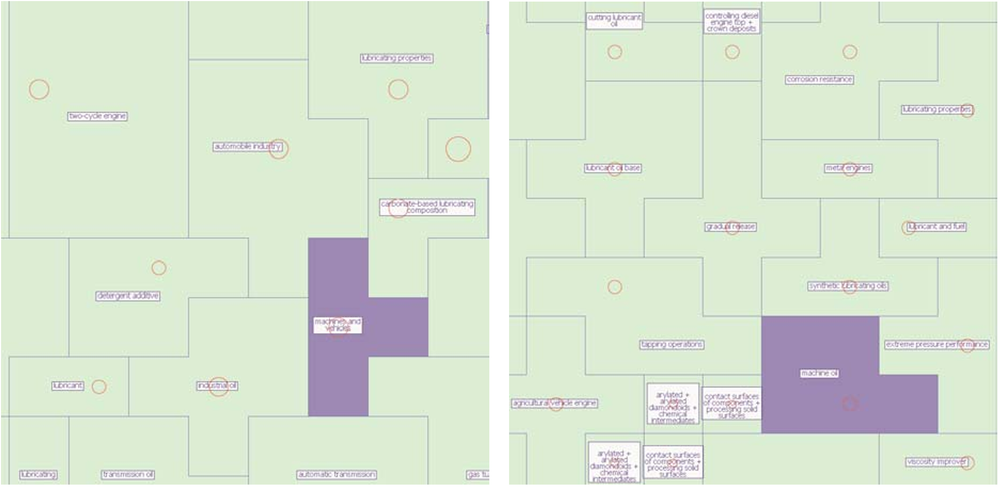 lubricating properties
two-cycle engine
automobile industry
carbonate-based lubricating
composition
detergent additive
machines and
vehicles
lubricant
industrial oil
lubricating
transmission oil
automatic transmission
cutting lubricant
oil
controlling diesel
engine top +
crown deposits
corrosion resistance
lubricating properties
lubricant oil base
metal engines
gradual release
lubricant and fuel
synthetic lubricating oils
tapping operations
extreme pressure performance
machine oil
agricultural vehicle engine
arylated +
arylated
diamondoids +
chemical
intermediates
contact surfaces
of components +
processing solid
surfaces
arylated +
arylated
diamondoids +
chemical
intermediates
contact surfaces
of components +
processing solid
surfaces
viscosity improver